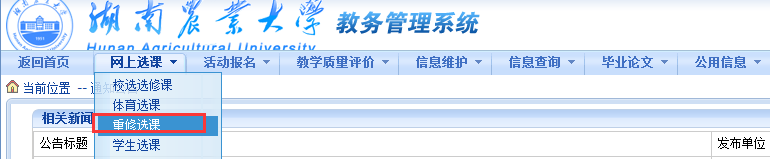 湖南农业大学 教务管理系统
Hunan Agricultural University
返回首页 网上选课 活动报名 教学质量评价 信息维护 信息查询 毕业论文 公用信息
当前位置 -- 通知
校选选修课
体育选课
相关新闻
重修选课
公告标题 发布单位
学生选课